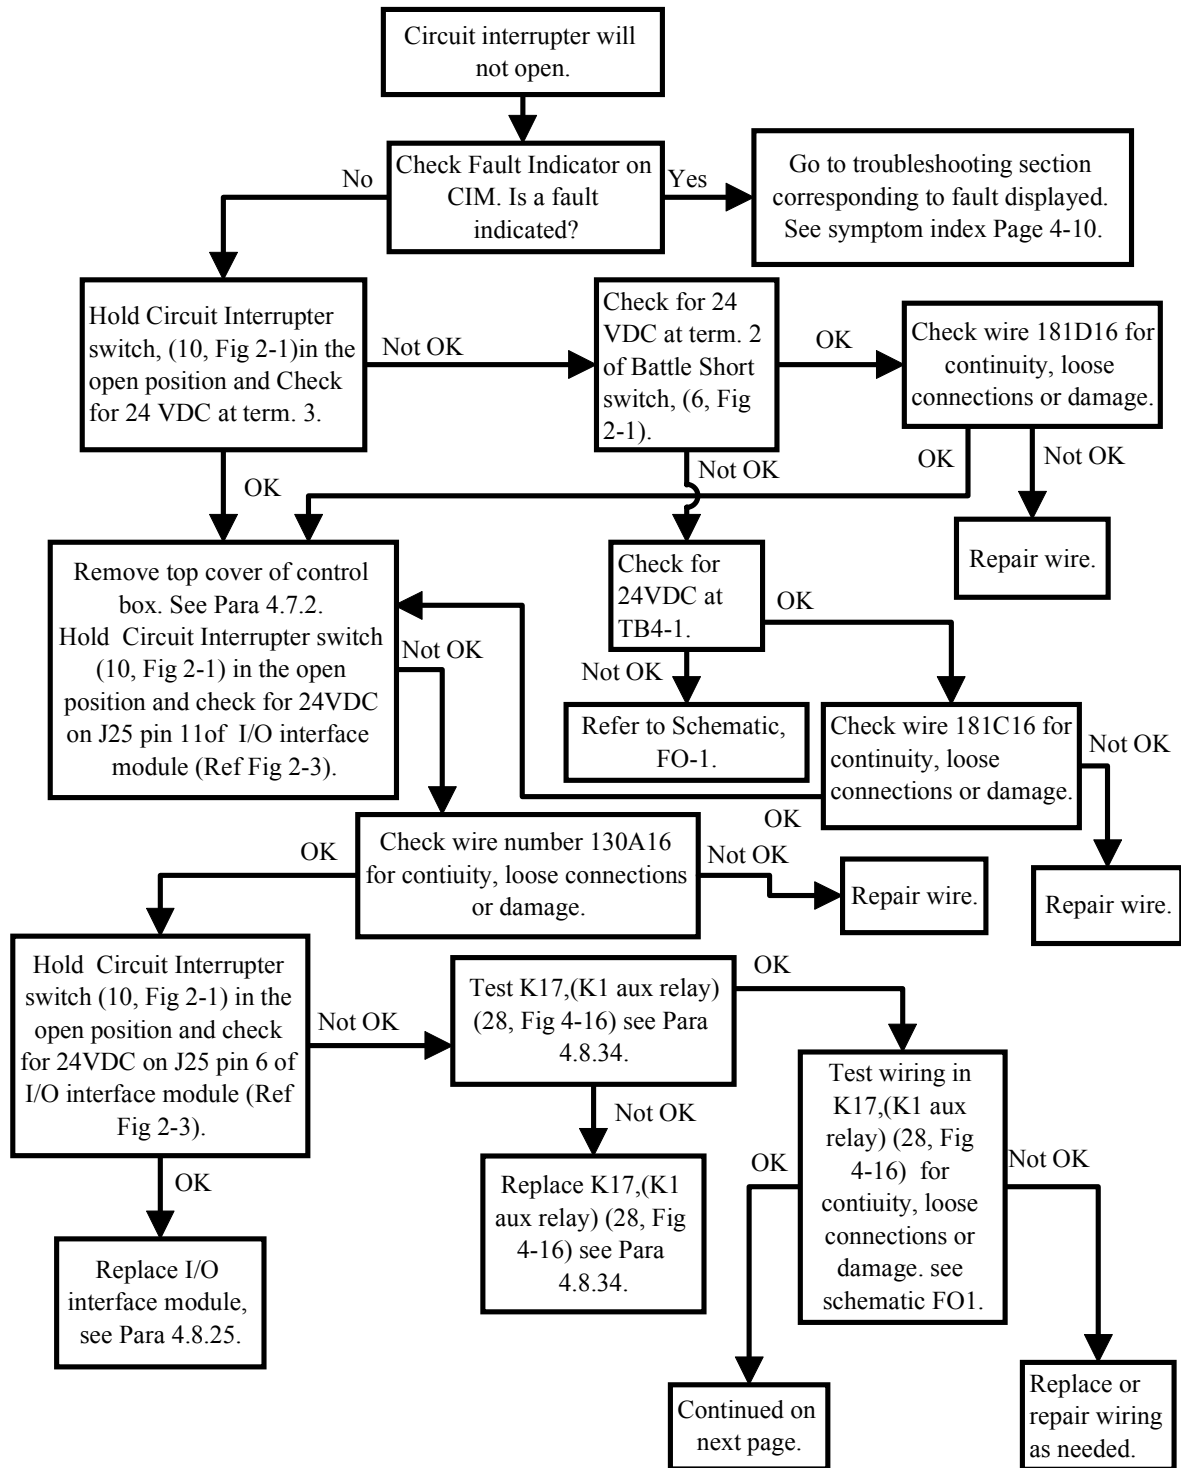 Circuit interrupter will
not open.
Check Fault Indicator on
CIM. Is a fault
indicated?
No
Yes
Go to troubleshooting section
corresponding to fault displayed.
See symptom index Page 4-10.
Hold Circuit Interrupter
switch, (10, Fig 2-1)in the
open position and Check
for 24 VDC at term. 3.
Not OK
Check for 24
VDC at term. 2
of Battle Short
switch, (6, Fig
2-1).
OK
Check wire 181D16 for
continuity, loose
connections or damage.
OK
Not OK
OK
Not OK
Repair wire.
Remove top cover of control
box. See Para 4.7.2.
Hold Circuit Interrupter switch
(10, Fig 2-1) in the open
position and check for 24VDC
on J25 pin 11of I/O interface
module (Ref Fig 2-3).
Not OK
Check for
24VDC at
TB4-1.
OK
Not OK
Refer to Schematic,
FO-1.
Check wire 181C16 for
continuity, loose
connections or damage.
Not OK
OK
Repair wire.
Check wire number 130A16
for contiuity, loose connections
or damage.
OK
Not OK
Repair wire.
Hold Circuit Interrupter
switch (10, Fig 2-1) in the
open position and check
for 24VDC on J25 pin 6 of
I/O interface module (Ref
Fig 2-3).
Not OK
Test K17,(K1 aux relay)
(28, Fig 4-16) see Para
4.8.34.
OK
Not OK
Test wiring in
K17,(K1 aux
relay) (28, Fig
4-16) for
contiuity, loose
connections or
damage. see
schematic FO1.
OK
Not OK
OK
Replace K17,(K1
aux relay) (28, Fig
4-16) see Para
4.8.34.
Replace I/O
interface module,
see Para 4.8.25.
Continued on
next page.
Replace or
repair wiring
as needed.